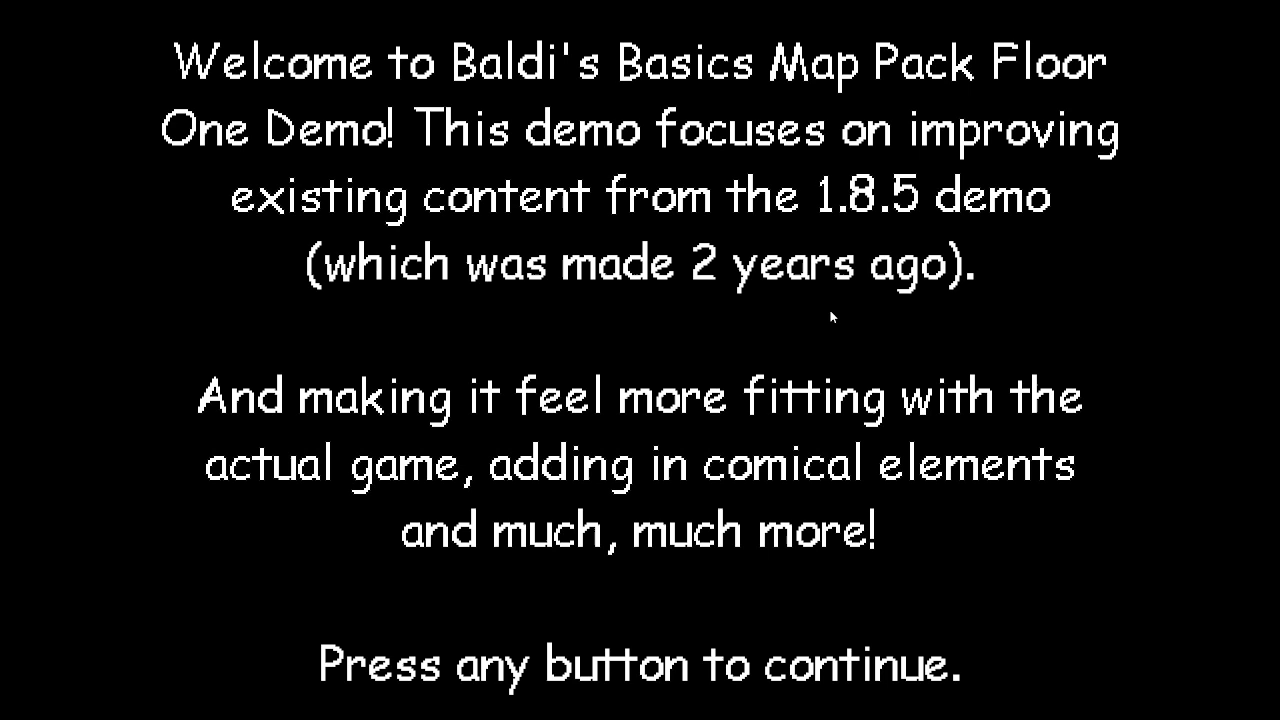 Welcome to Baldi's Basics Map Pack Floor
One Demo! This demo focuses on improving
existing content from the 1.8.5 demo
(which was made 2 years ago).
And making it feel more fitting with the
actual game, adding in comical elements
and much, much more!
Press any button to continue.